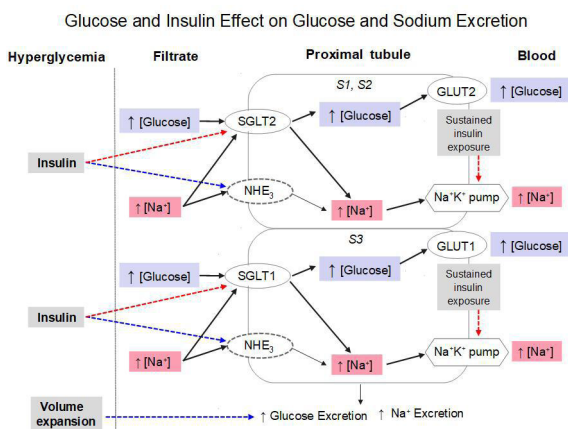 Glucose and Insulin Effect on Glucose and Sodium Excretion
Hyperglycemia
Filtrate
Proximal tubule
Blood
S1, S2
↑ [Glucose]
SGLT2
↑ [Glucose]
GLUT2
↑ [Glucose]
Insulin
Sustained
insulin
exposure
↑ [Na⁺]
NHE₃
↑ [Na⁺]
Na⁺K⁺ pump
↑ [Na⁺]
S3
↑ [Glucose]
SGLT1
↑ [Glucose]
GLUT1
↑ [Glucose]
Insulin
Sustained
insulin
exposure
↑ [Na⁺]
NHE₃
↑ [Na⁺]
Na⁺K⁺ pump
↑ [Na⁺]
Volume
expansion
↑ Glucose Excretion ↑ Na⁺ Excretion